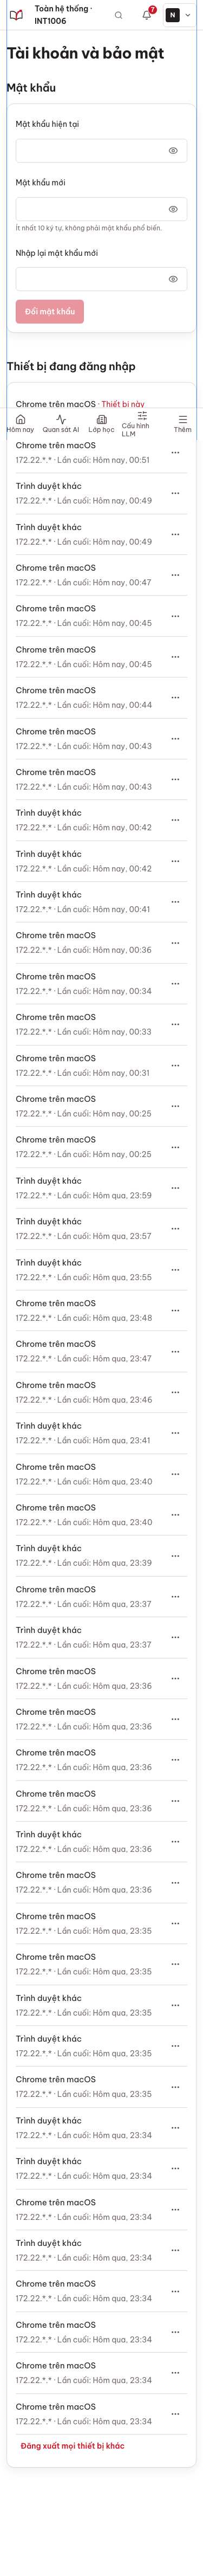 Toàn hệ thống ·
INT1006
7
N
Tài khoản và bảo mật
Mật khẩu
Mật khẩu hiện tại
Mật khẩu mới
Ít nhất 10 ký tự, không phải mật khẩu phổ biến.
Nhập lại mật khẩu mới
Đổi mật khẩu
Thiết bị đang đăng nhập
Chrome trên macOS · Thiết bị này
Hôm nay
Quan sát AI
Lớp học
Cấu hình
LLM
Thêm
Chrome trên macOS
172.22.*.* · Lần cuối: Hôm nay, 00:51
Trình duyệt khác
172.22.*.* · Lần cuối: Hôm nay, 00:49
Trình duyệt khác
172.22.*.* · Lần cuối: Hôm nay, 00:49
Chrome trên macOS
172.22.*.* · Lần cuối: Hôm nay, 00:47
Chrome trên macOS
172.22.*.* · Lần cuối: Hôm nay, 00:45
Chrome trên macOS
172.22.*.* · Lần cuối: Hôm nay, 00:45
Chrome trên macOS
172.22.*.* · Lần cuối: Hôm nay, 00:44
Chrome trên macOS
172.22.*.* · Lần cuối: Hôm nay, 00:43
Chrome trên macOS
172.22.*.* · Lần cuối: Hôm nay, 00:43
Trình duyệt khác
172.22.*.* · Lần cuối: Hôm nay, 00:42
Trình duyệt khác
172.22.*.* · Lần cuối: Hôm nay, 00:42
Trình duyệt khác
172.22.*.* · Lần cuối: Hôm nay, 00:41
Chrome trên macOS
172.22.*.* · Lần cuối: Hôm nay, 00:36
Chrome trên macOS
172.22.*.* · Lần cuối: Hôm nay, 00:34
Chrome trên macOS
172.22.*.* · Lần cuối: Hôm nay, 00:33
Chrome trên macOS
172.22.*.* · Lần cuối: Hôm nay, 00:31
Chrome trên macOS
172.22.*.* · Lần cuối: Hôm nay, 00:25
Chrome trên macOS
172.22.*.* · Lần cuối: Hôm nay, 00:25
Trình duyệt khác
172.22.*.* · Lần cuối: Hôm qua, 23:59
Trình duyệt khác
172.22.*.* · Lần cuối: Hôm qua, 23:57
Trình duyệt khác
172.22.*.* · Lần cuối: Hôm qua, 23:55
Chrome trên macOS
172.22.*.* · Lần cuối: Hôm qua, 23:48
Chrome trên macOS
172.22.*.* · Lần cuối: Hôm qua, 23:47
Chrome trên macOS
172.22.*.* · Lần cuối: Hôm qua, 23:46
Trình duyệt khác
172.22.*.* · Lần cuối: Hôm qua, 23:41
Chrome trên macOS
172.22.*.* · Lần cuối: Hôm qua, 23:40
Chrome trên macOS
172.22.*.* · Lần cuối: Hôm qua, 23:40
Trình duyệt khác
172.22.*.* · Lần cuối: Hôm qua, 23:39
Chrome trên macOS
172.22.*.* · Lần cuối: Hôm qua, 23:37
Trình duyệt khác
172.22.*.* · Lần cuối: Hôm qua, 23:37
Chrome trên macOS
172.22.*.* · Lần cuối: Hôm qua, 23:36
Chrome trên macOS
172.22.*.* · Lần cuối: Hôm qua, 23:36
Chrome trên macOS
172.22.*.* · Lần cuối: Hôm qua, 23:36
Chrome trên macOS
172.22.*.* · Lần cuối: Hôm qua, 23:36
Trình duyệt khác
172.22.*.* · Lần cuối: Hôm qua, 23:36
Chrome trên macOS
172.22.*.* · Lần cuối: Hôm qua, 23:36
Chrome trên macOS
172.22.*.* · Lần cuối: Hôm qua, 23:35
Chrome trên macOS
172.22.*.* · Lần cuối: Hôm qua, 23:35
Trình duyệt khác
172.22.*.* · Lần cuối: Hôm qua, 23:35
Trình duyệt khác
172.22.*.* · Lần cuối: Hôm qua, 23:35
Chrome trên macOS
172.22.*.* · Lần cuối: Hôm qua, 23:35
Trình duyệt khác
172.22.*.* · Lần cuối: Hôm qua, 23:34
Trình duyệt khác
172.22.*.* · Lần cuối: Hôm qua, 23:34
Chrome trên macOS
172.22.*.* · Lần cuối: Hôm qua, 23:34
Trình duyệt khác
172.22.*.* · Lần cuối: Hôm qua, 23:34
Chrome trên macOS
172.22.*.* · Lần cuối: Hôm qua, 23:34
Chrome trên macOS
172.22.*.* · Lần cuối: Hôm qua, 23:34
Chrome trên macOS
172.22.*.* · Lần cuối: Hôm qua, 23:34
Chrome trên macOS
172.22.*.* · Lần cuối: Hôm qua, 23:34
Đăng xuất mọi thiết bị khác